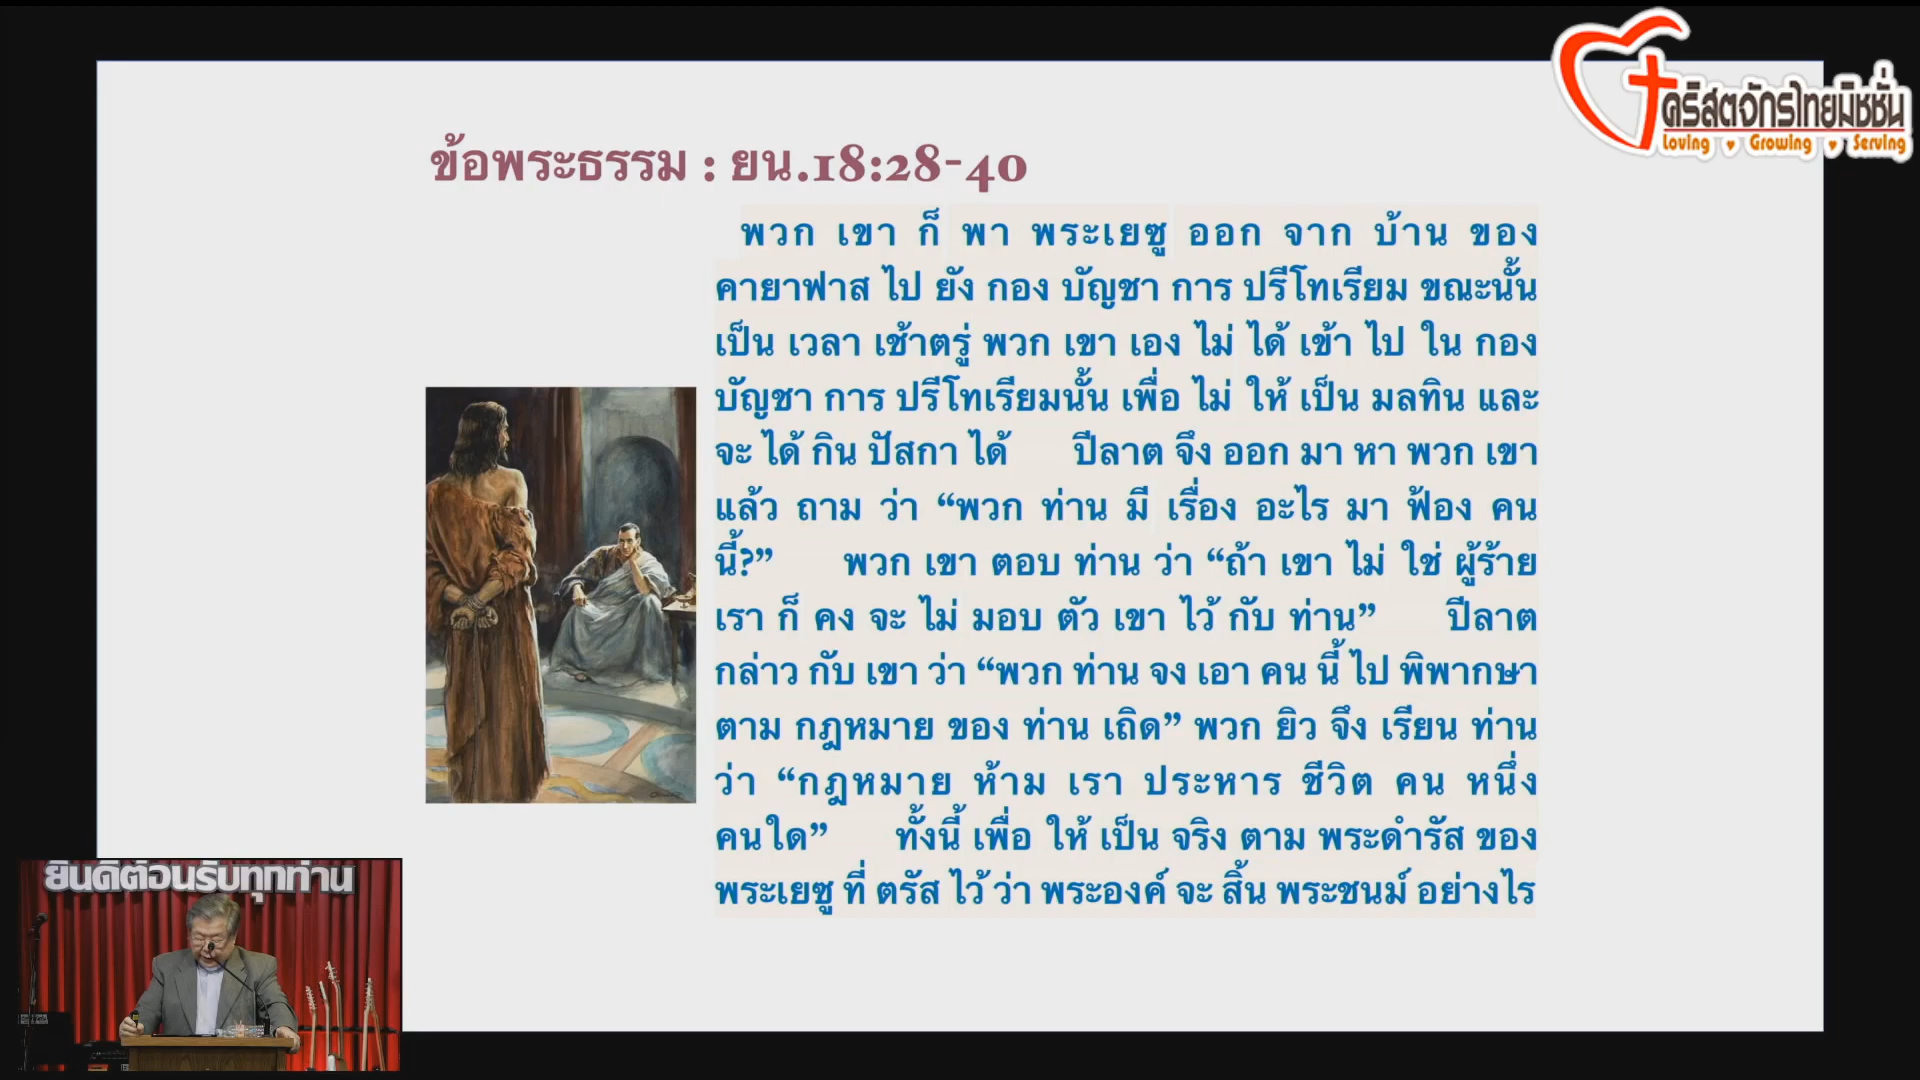 คริสตจักรไทยมิชชั่น
Loving ♥ Growing ♥ Serving
ข้อพระธรรม : ยน.18:28-40
พวก เขา ก็ พา พระเยซู ออก จาก บ้าน ของ
คายาฟาส ไป ยัง กอง บัญชา การ ปรีโทเรียม ขณะนั้น
เป็น เวลา เช้าตรู่ พวก เขา เอง ไม่ ได้ เข้า ไป ใน กอง
บัญชา การ ปรีโทเรียมนั้น เพื่อ ไม่ ให้ เป็น มลทิน และ
จะ ได้ กิน ปัสกา ได้ ปีลาต จึง ออก มา หา พวก เขา
แล้ว ถาม ว่า “พวก ท่าน มี เรื่อง อะไร มา ฟ้อง คน
นี้?” พวก เขา ตอบ ท่าน ว่า “ถ้า เขา ไม่ ใช่ ผู้ร้าย
เรา ก็ คง จะ ไม่ มอบ ตัว เขา ไว้ กับ ท่าน” ปีลาต
กล่าว กับ เขา ว่า “พวก ท่าน จง เอา คน นี้ ไป พิพากษา
ตาม กฎหมาย ของ ท่าน เถิด” พวก ยิว จึง เรียน ท่าน
ว่า “กฎหมาย ห้าม เรา ประหาร ชีวิต คน หนึ่ง
คนใด” ทั้งนี้ เพื่อ ให้ เป็น จริง ตาม พระดำรัส ของ
พระเยซู ที่ ตรัส ไว้ ว่า พระองค์ จะ สิ้น พระชนม์ อย่างไร
ยินดีต้อนรับทุกท่าน